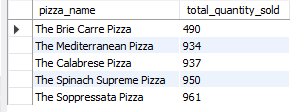 pizza_name total_quantity_sold
The Brie Carre Pizza 490
The Mediterranean Pizza 934
The Calabrese Pizza 937
The Spinach Supreme Pizza 950
The Soppressata Pizza 961